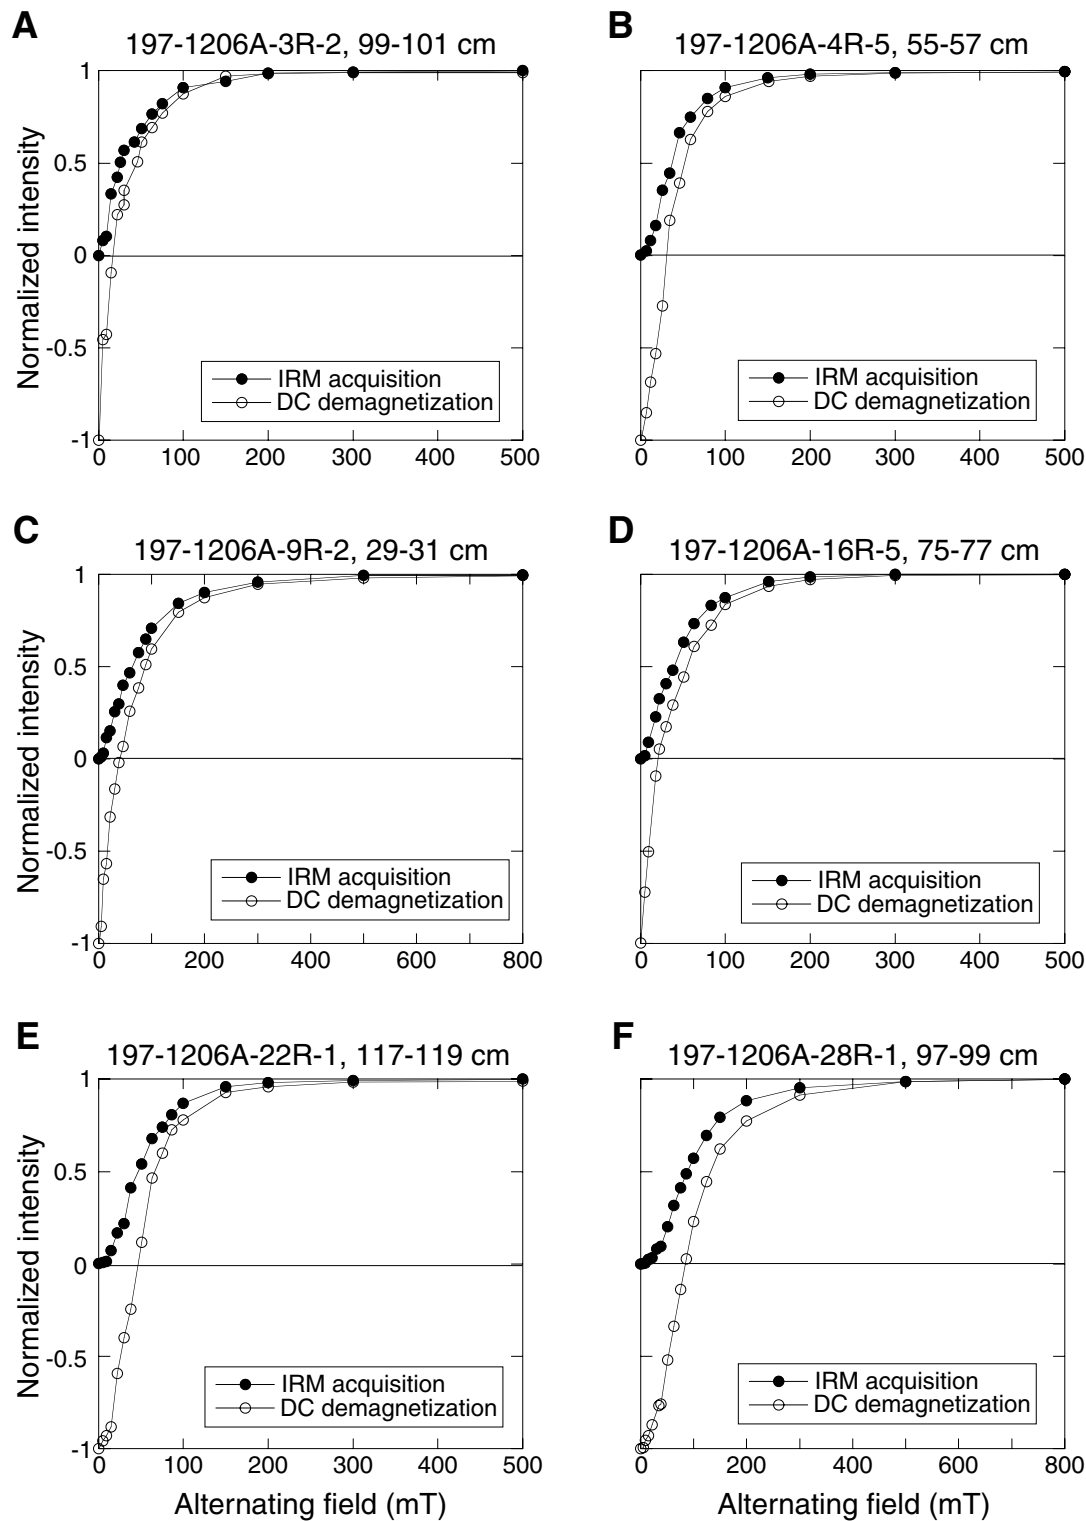 A
197-1206A-3R-2, 99-101 cm
Normalized intensity
1
0.5
0
-0.5
-1
IRM acquisition
DC demagnetization
0 100 200 300 400 500
B
197-1206A-4R-5, 55-57 cm
IRM acquisition
DC demagnetization
0 100 200 300 400 500
C
197-1206A-9R-2, 29-31 cm
Normalized intensity
1
0.5
0
-0.5
-1
IRM acquisition
DC demagnetization
0 200 400 600 800
D
197-1206A-16R-5, 75-77 cm
IRM acquisition
DC demagnetization
0 100 200 300 400 500
E
197-1206A-22R-1, 117-119 cm
Normalized intensity
1
0.5
0
-0.5
-1
IRM acquisition
DC demagnetization
0 100 200 300 400 500
Alternating field (mT)
F
197-1206A-28R-1, 97-99 cm
IRM acquisition
DC demagnetization
0 200 400 600 800
Alternating field (mT)